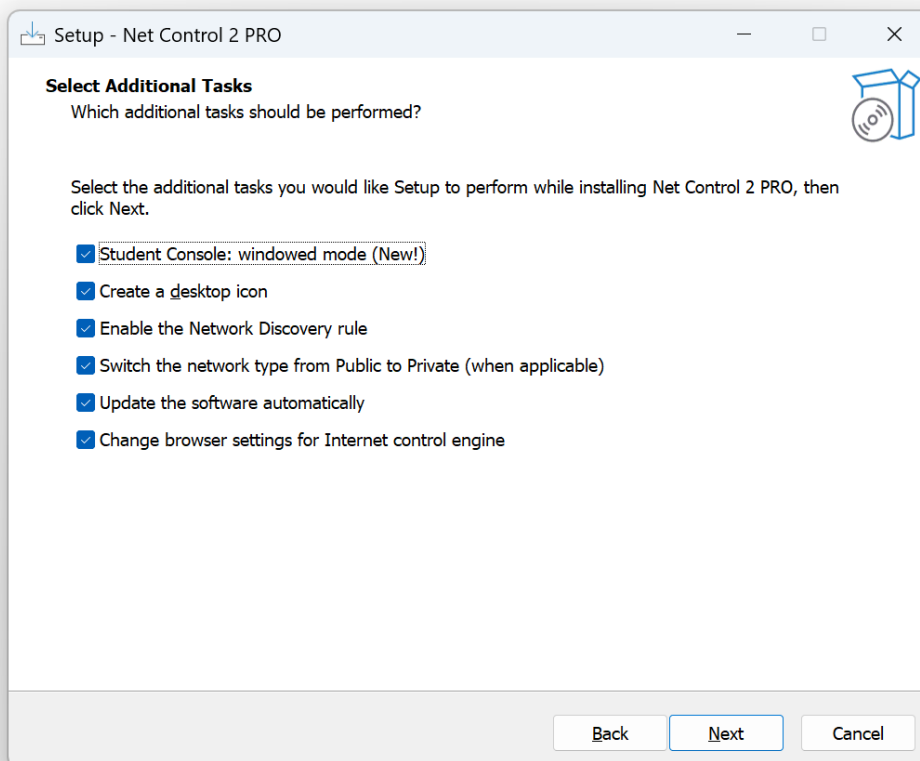 Setup - Net Control 2 PRO
Select Additional Tasks
Which additional tasks should be performed?
Select the additional tasks you would like Setup to perform while installing Net Control 2 PRO, then
click Next.
Student Console: windowed mode (New!)
Create a desktop icon
Enable the Network Discovery rule
Switch the network type from Public to Private (when applicable)
Update the software automatically
Change browser settings for Internet control engine
Back Next Cancel